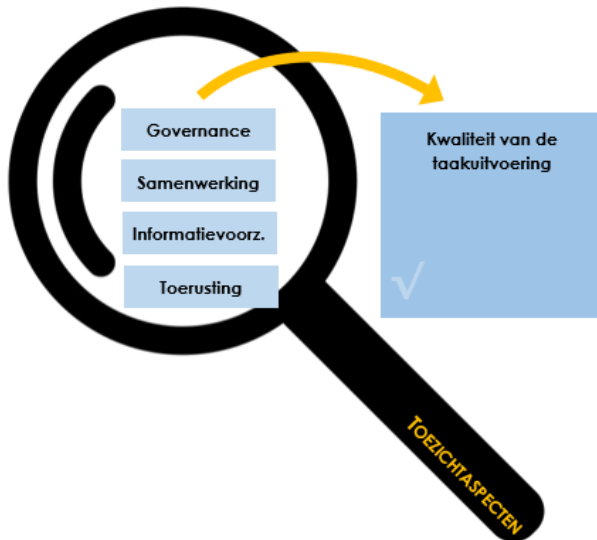 Governance
Samenwerking
Informatievoorz.
Toerusting
Kwaliteit van de
taakuitvoering
√
TOEZICHTASPECTEN